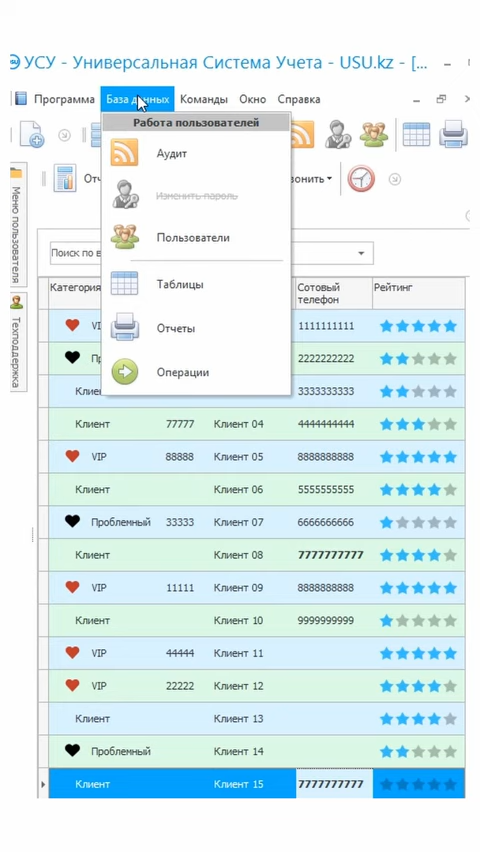 УСУ - Универсальная Система Учета - USU.kz - [...
Программа База данных Команды Окно Справка
Работа пользователей
Аудит
Изменить пароль
Пользователи
Таблицы
Отчеты
Операции
Меню пользователя
Техподдержка
Поиск по в
Категория Сотовый телефон Рейтинг
VI 1111111111
Пр 2222222222
Клие 3333333333
Клиент 77777 Клиент 04 4444444444
VIP 88888 Клиент 05 8888888888
Клиент Клиент 06 5555555555
Проблемный 33333 Клиент 07 6666666666
Клиент Клиент 08 7777777777
VIP 11111 Клиент 09 8888888888
Клиент Клиент 10 9999999999
VIP 44444 Клиент 11
VIP 22222 Клиент 12
Клиент Клиент 13
Проблемный Клиент 14
Клиент Клиент 15 7777777777